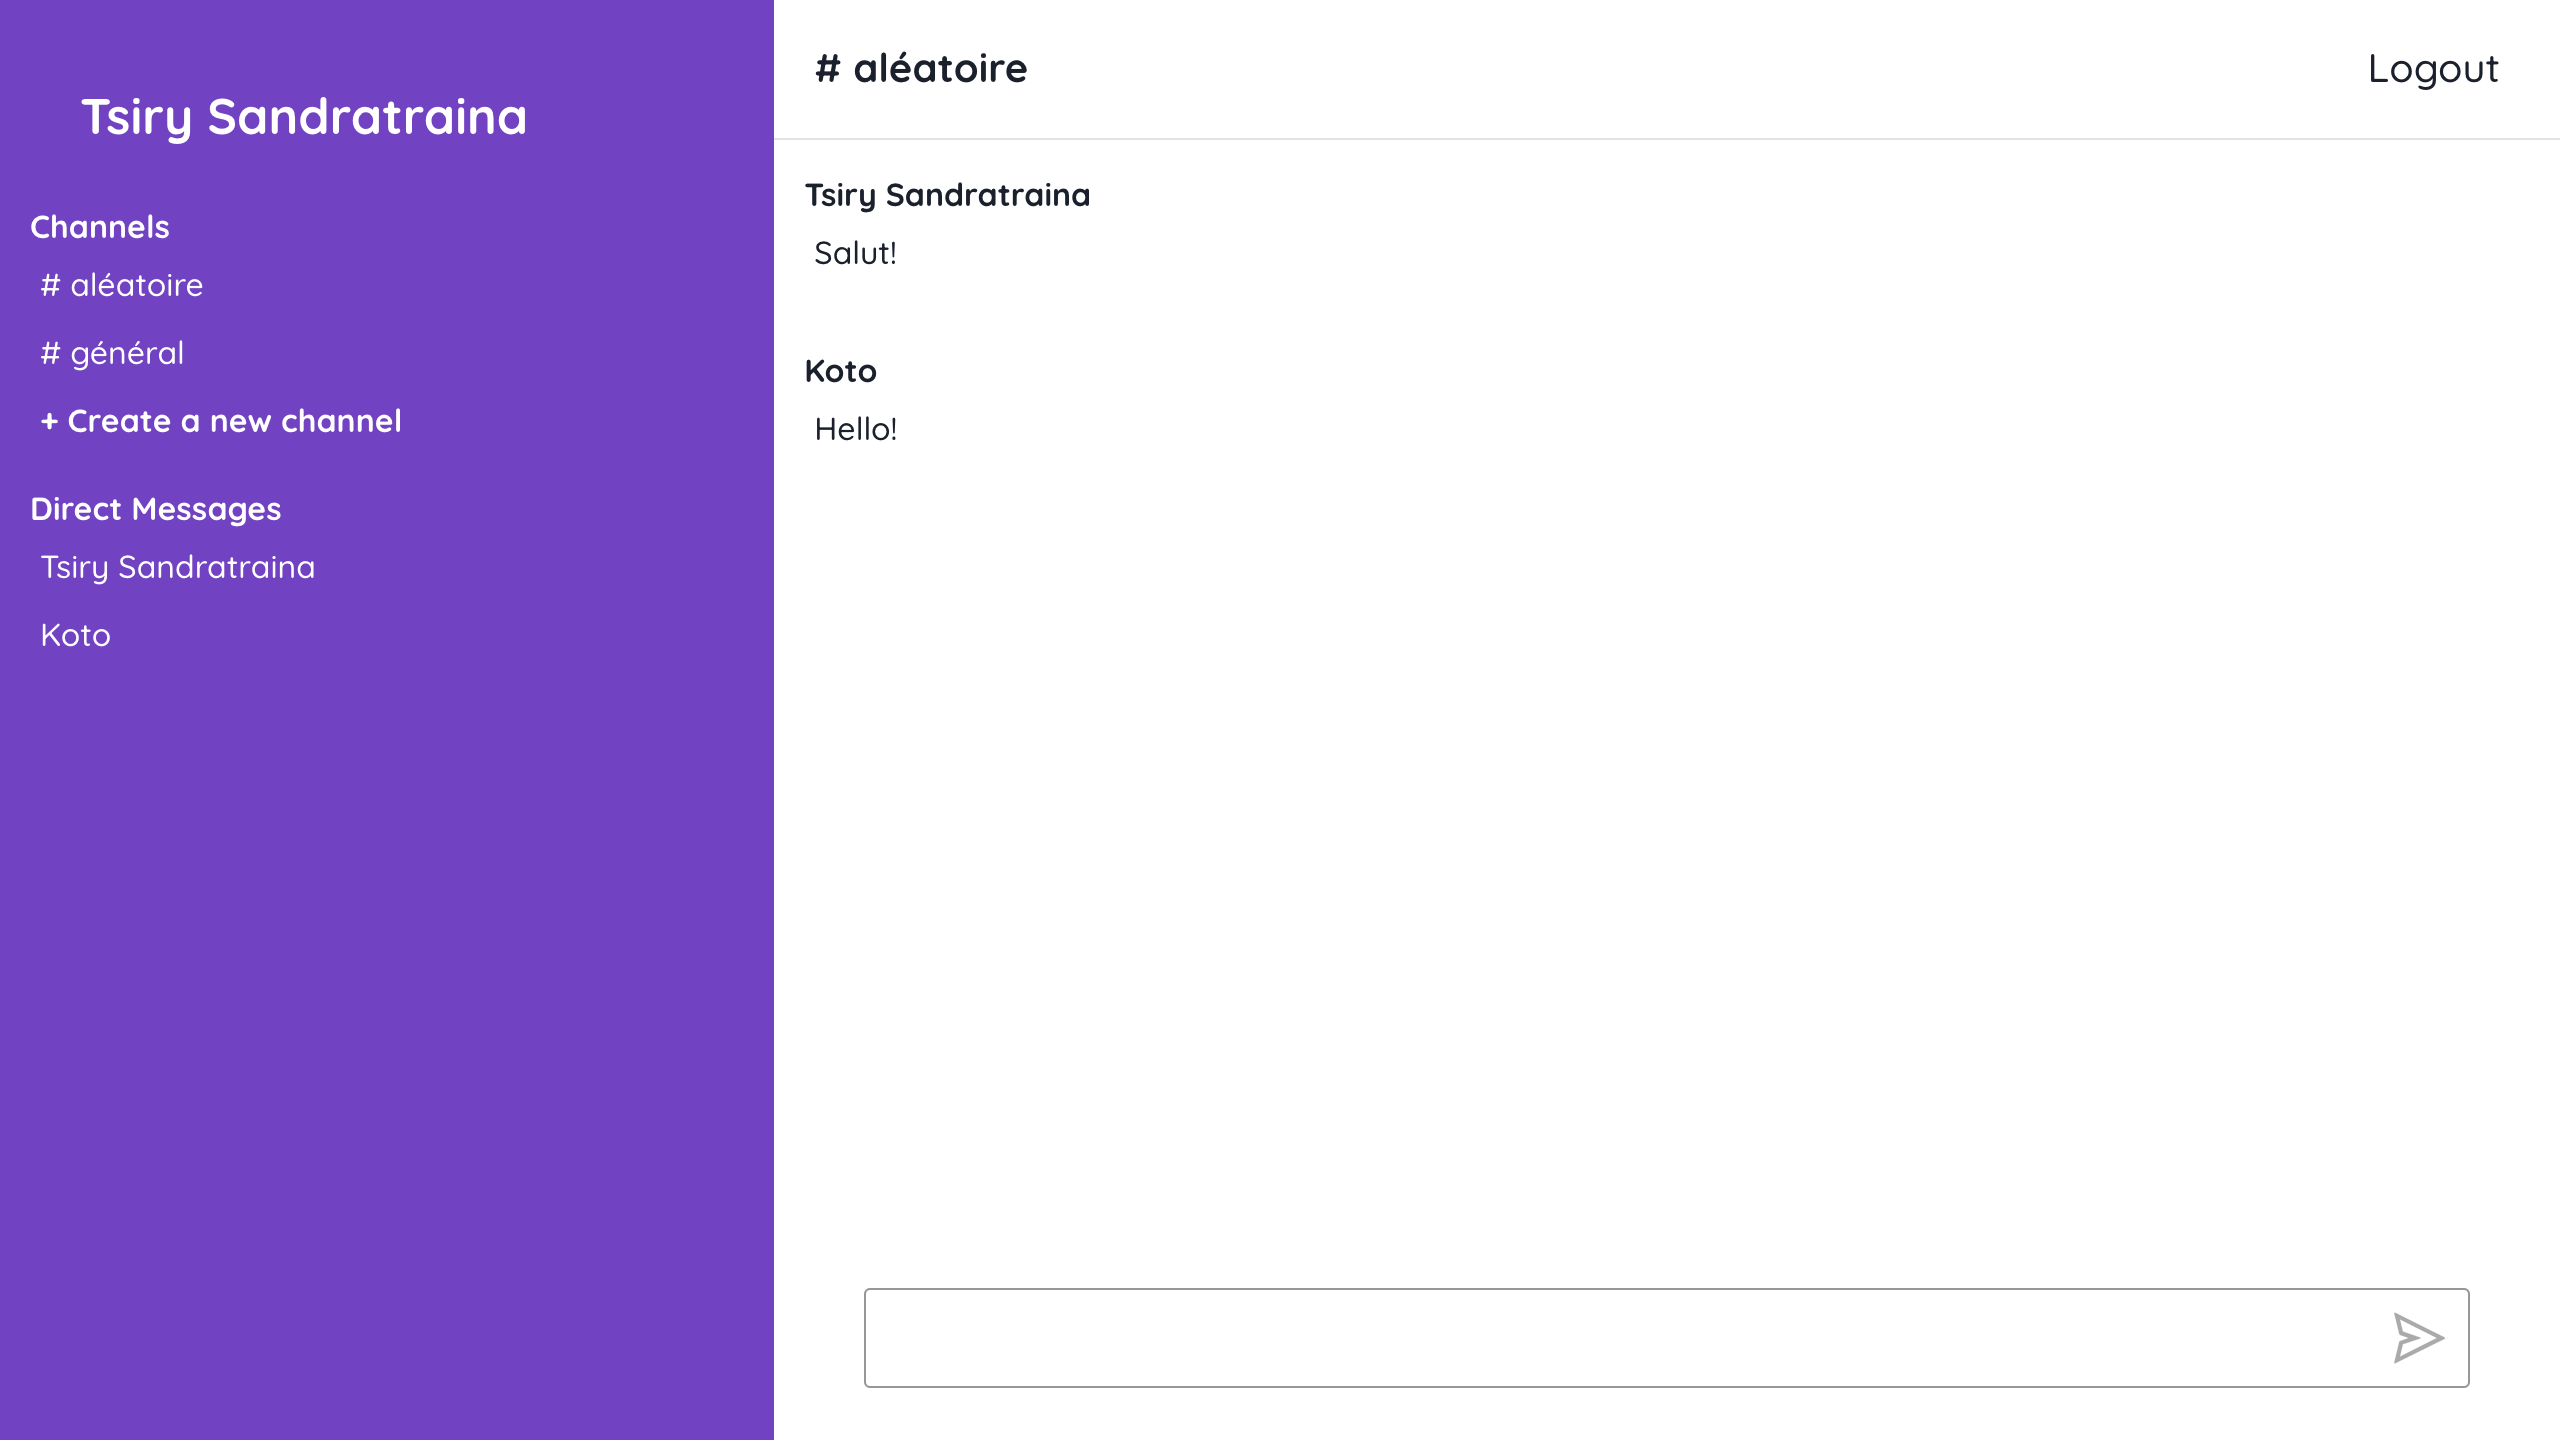 Tsiry Sandratraina
Channels
# aléatoire
# général
+ Create a new channel
Direct Messages
Tsiry Sandratraina
Koto
# aléatoire
Logout
Tsiry Sandratraina
Salut!
Koto
Hello!